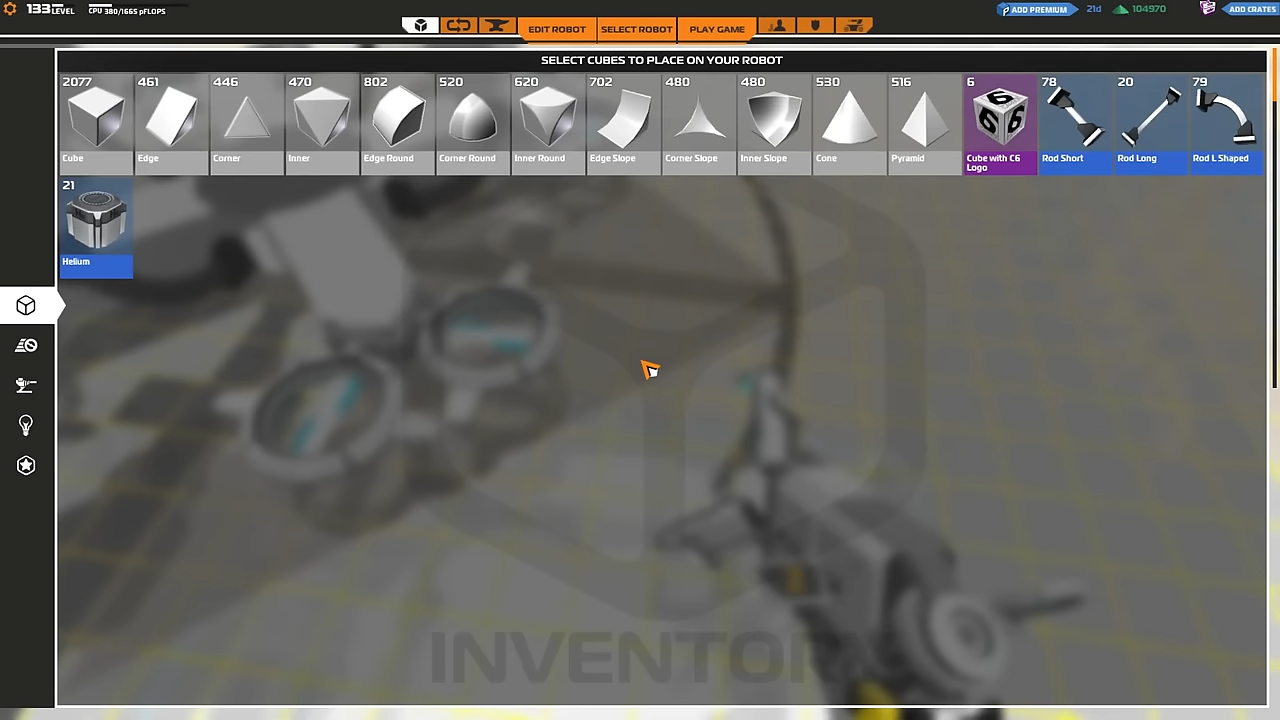 133 LEVEL
CPU 380/1665 pFLOPS
ADD PREMIUM
21d
104970
ADD CRATES
EDIT ROBOT
SELECT ROBOT
PLAY GAME
SELECT CUBES TO PLACE ON YOUR ROBOT
2077
461
446
470
802
520
620
702
480
480
530
516
6
78
20
79
Cube
Edge
Corner
Inner
Edge Round
Corner Round
Inner Round
Edge Slope
Corner Slope
Inner Slope
Cone
Pyramid
Cube with C6
Logo
Rod Short
Rod Long
Rod L Shaped
21
Helium
INVENTORY